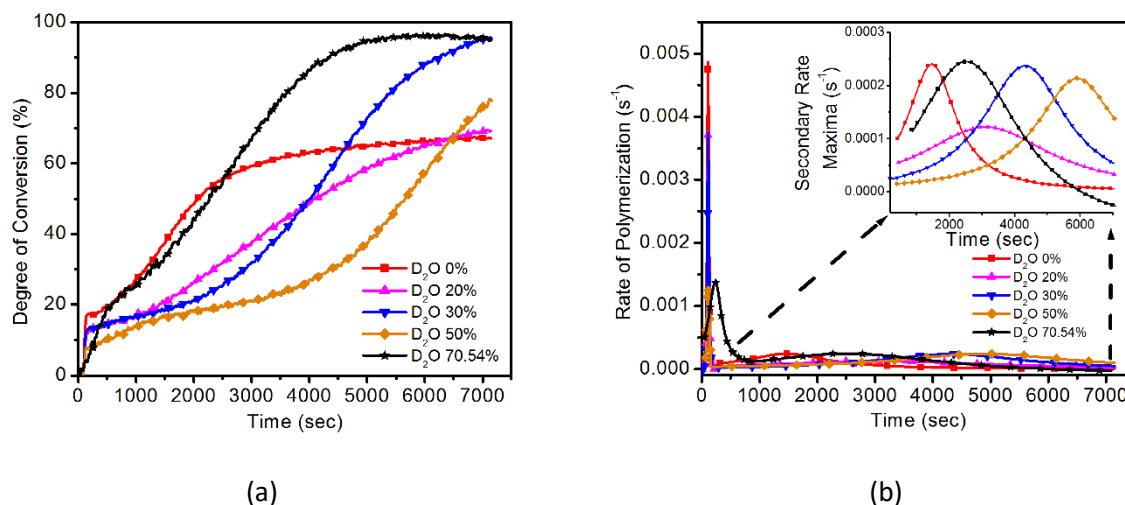 100
80
60
40
20
0
Degree of Conversion (%)
D2O 0%
D2O 20%
D2O 30%
D2O 50%
D2O 70.54%
0 1000 2000 3000 4000 5000 6000 7000
Time (sec)
(a)
0.005
0.004
0.003
0.002
0.001
0.000
Rate of Polymerization (s-1)
0.0003
0.0002
0.0001
0.0000
Secondary Rate
Maxima (s-1)
2000 4000 6000
Time (sec)
D2O 0%
D2O 20%
D2O 30%
D2O 50%
D2O 70.54%
0 1000 2000 3000 4000 5000 6000 7000
Time (sec)
(b)